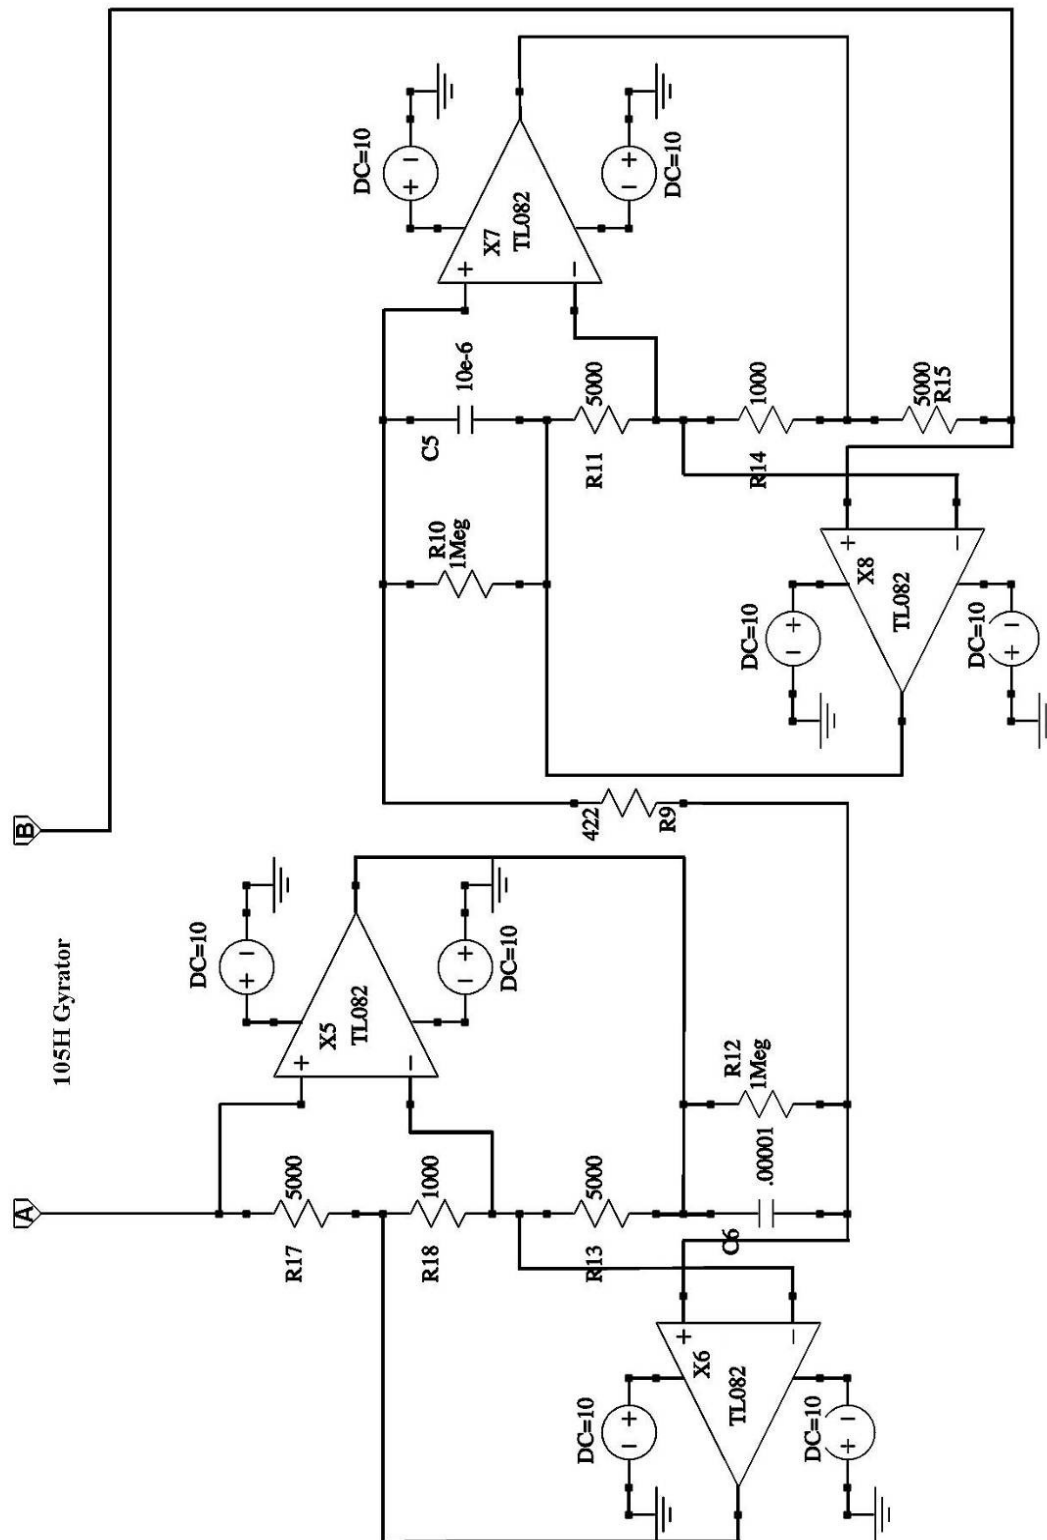 105H Gyrator
A
B
DC=10
+ −
X5
TL082
+
−
− +
DC=10
R17
5000
R18
1000
R13
5000
C6
.00001
R12
1Meg
DC=10
− +
X6
TL082
+
−
DC=10
+ −
422
R9
DC=10
+ −
X7
TL082
+
−
− +
DC=10
C5
10e-6
R10
1Meg
R11
5000
R14
1000
5000
R15
DC=10
− +
X8
TL082
+
−
DC=10
+ −